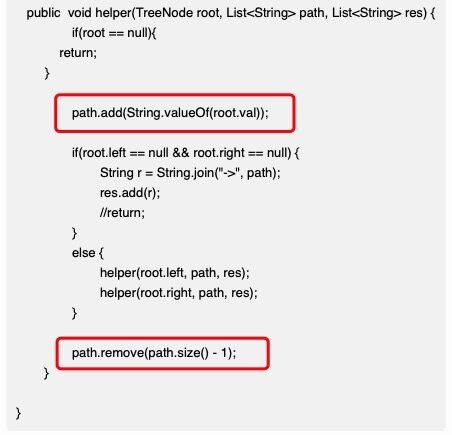 public  void helper(TreeNode root, List<String> path, List<String> res) {
if(root == null){
return;
}
path.add(String.valueOf(root.val));
if(root.left == null && root.right == null) {
String r = String.join("->", path);
res.add(r);
//return;
}
else {
helper(root.left, path, res);
helper(root.right, path, res);
}
path.remove(path.size() - 1);
}
}